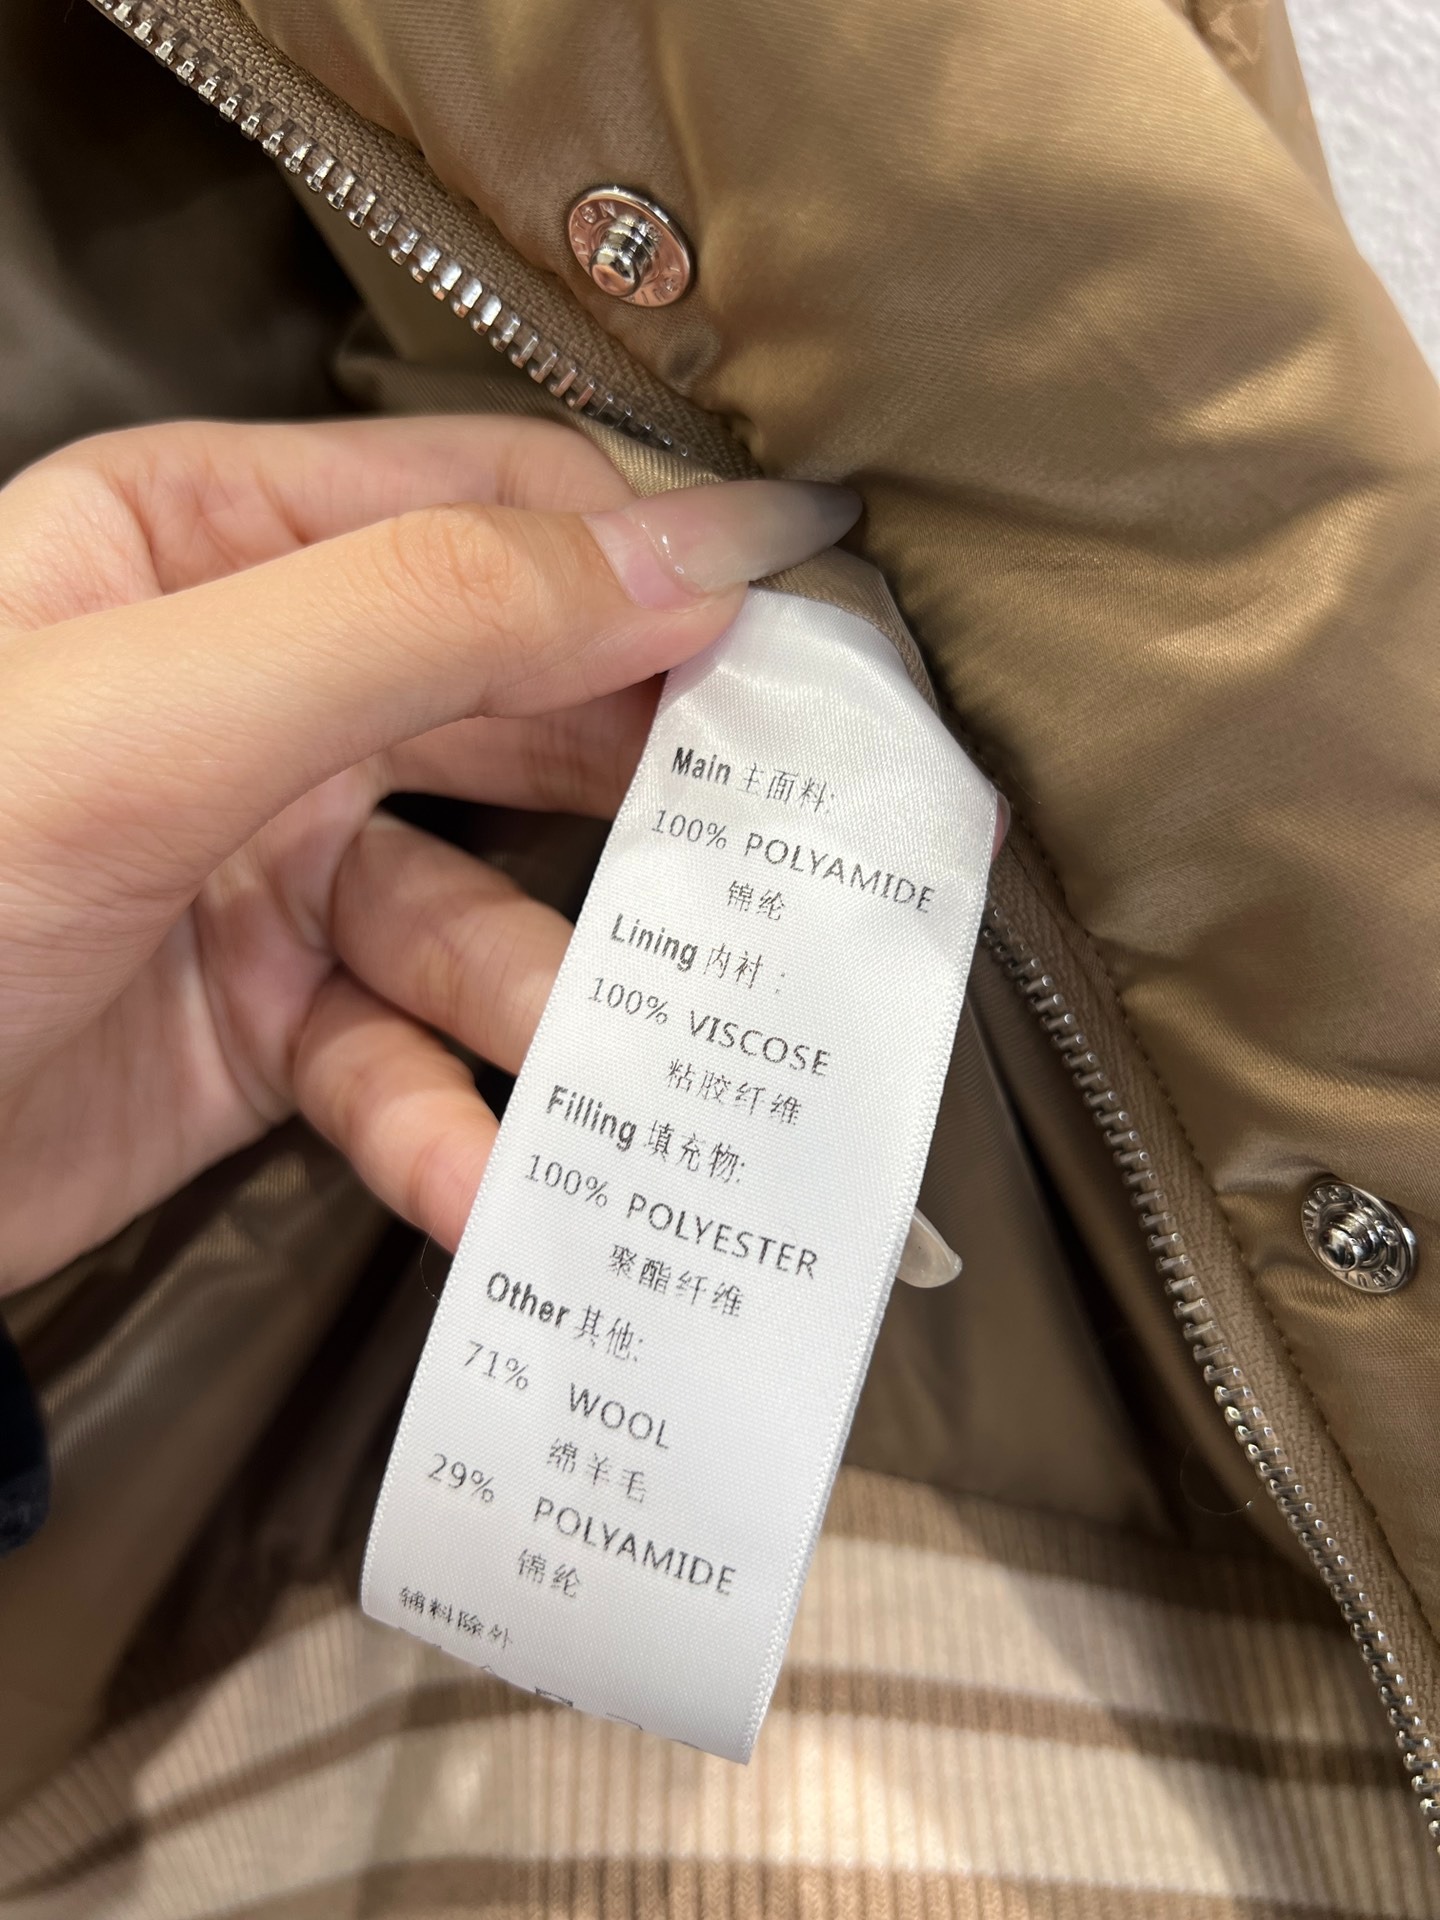 Main 主面料:
100% POLYAMIDE
锦纶
Lining 内衬：
100% VISCOSE
粘胶纤维
Filling 填充物:
100% POLYESTER
聚酯纤维
Other 其他:
71% WOOL
绵羊毛
29% POLYAMIDE
锦纶
辅料除外